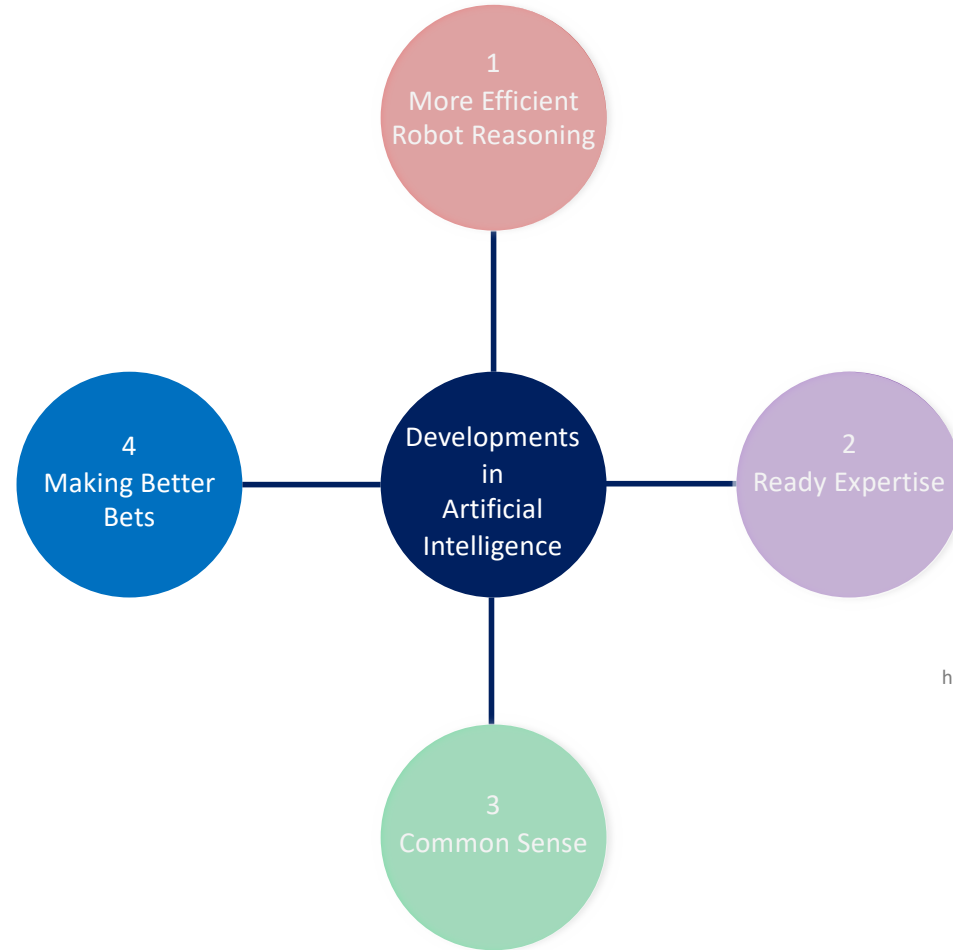 1
More Efficient
Robot Reasoning
4
Making Better
Bets
Developments
in
Artificial
Intelligence
2
Ready Expertise
h
3
Common Sense